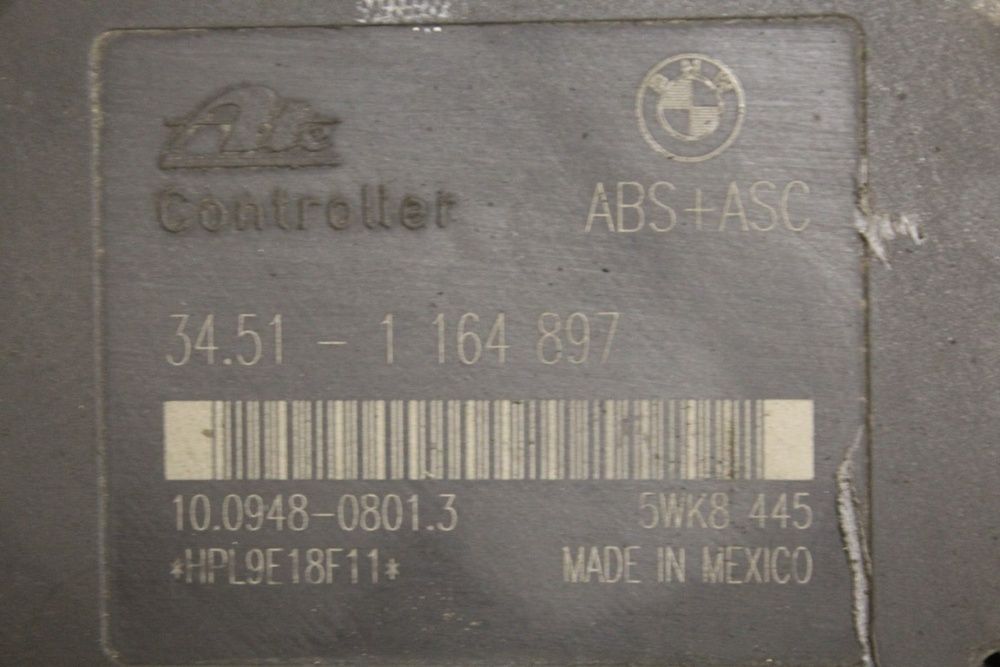 Ate
BMW
Controller
ABS+ASC
34.51 - 1 164 897
10.0948-0801.3
5WK8 445
*HPL9E18F11*
MADE IN MEXICO